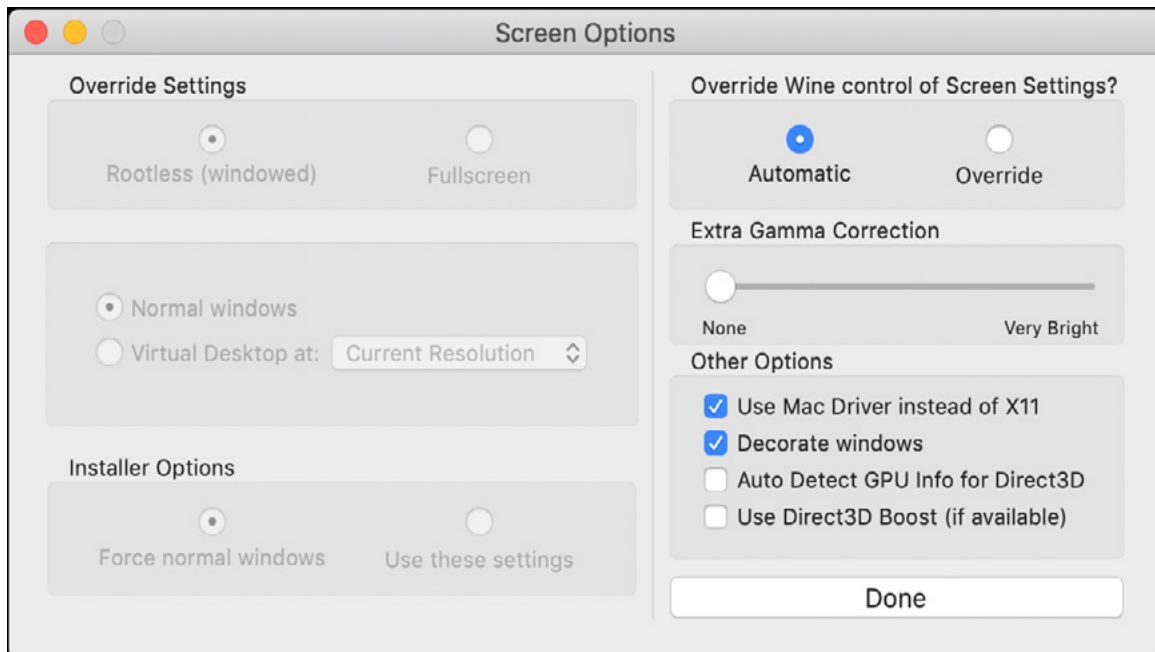 Screen Options
Override Settings
Rootless (windowed)
Fullscreen
Normal windows
Virtual Desktop at: Current Resolution
Installer Options
Force normal windows
Use these settings
Override Wine control of Screen Settings?
Automatic
Override
Extra Gamma Correction
None
Very Bright
Other Options
Use Mac Driver instead of X11
Decorate windows
Auto Detect GPU Info for Direct3D
Use Direct3D Boost (if available)
Done